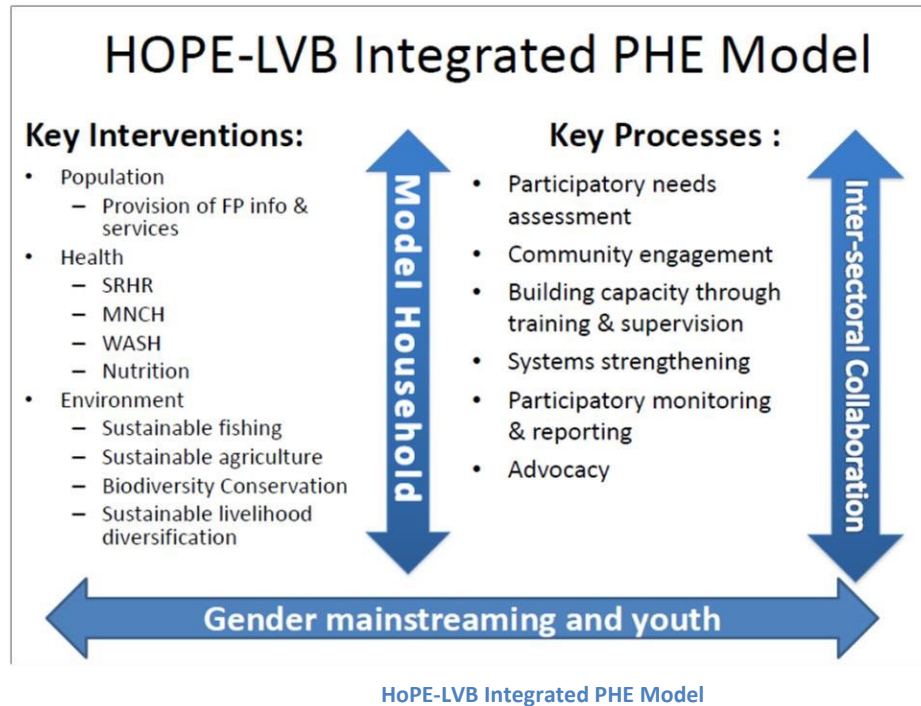 HOPE-LVB Integrated PHE Model
Key Interventions:
• Population
– Provision of FP info &
services
• Health
– SRHR
– MNCH
– WASH
– Nutrition
• Environment
– Sustainable fishing
– Sustainable agriculture
– Biodiversity Conservation
– Sustainable livelihood
diversification
Model Household
Key Processes :
• Participatory needs
assessment
• Community engagement
• Building capacity through
training & supervision
• Systems strengthening
• Participatory monitoring
& reporting
• Advocacy
Inter-sectoral Collaboration
Gender mainstreaming and youth
HoPE-LVB Integrated PHE Model